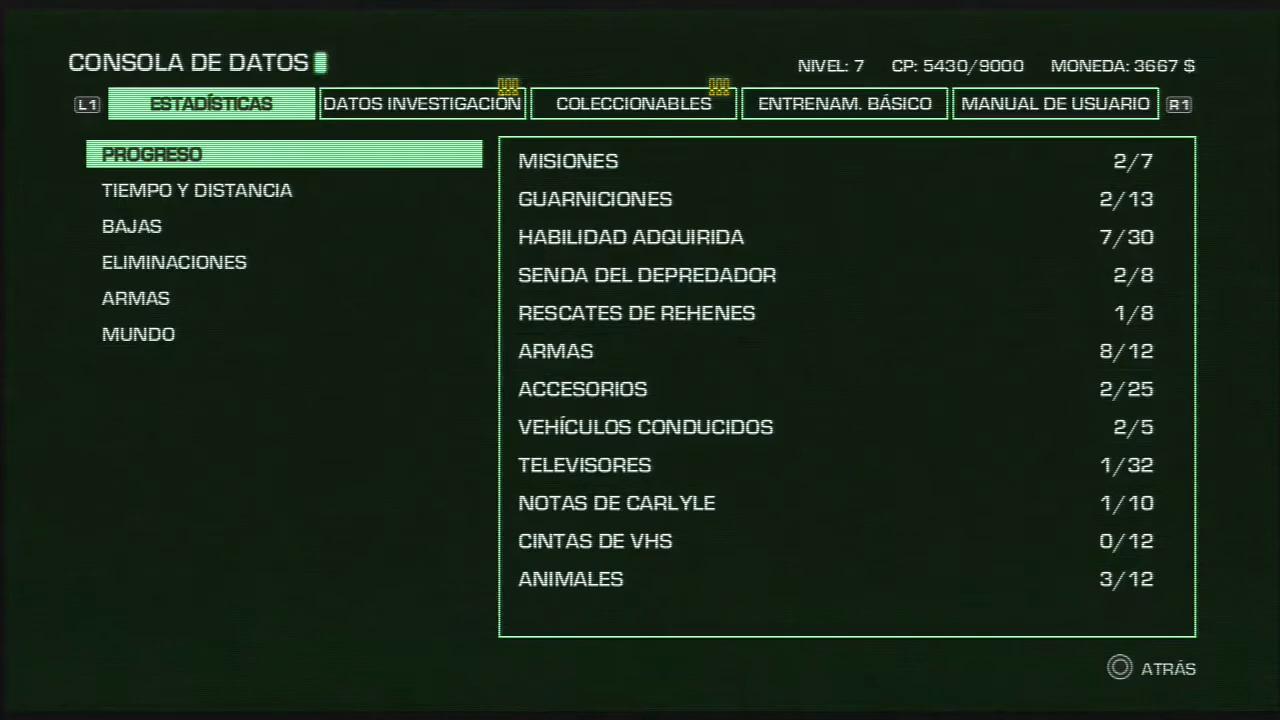 CONSOLA DE DATOS
NIVEL: 7 CP: 5430/9000 MONEDA: 3667 $
L1 ESTADÍSTICAS DATOS INVESTIGACIÓN COLECCIONABLES ENTRENAM. BÁSICO MANUAL DE USUARIO R1
PROGRESO
TIEMPO Y DISTANCIA
BAJAS
ELIMINACIONES
ARMAS
MUNDO
MISIONES 2/7
GUARNICIONES 2/13
HABILIDAD ADQUIRIDA 7/30
SENDA DEL DEPREDADOR 2/8
RESCATES DE REHENES 1/8
ARMAS 8/12
ACCESORIOS 2/25
VEHÍCULOS CONDUCIDOS 2/5
TELEVISORES 1/32
NOTAS DE CARLYLE 1/10
CINTAS DE VHS 0/12
ANIMALES 3/12
ATRÁS